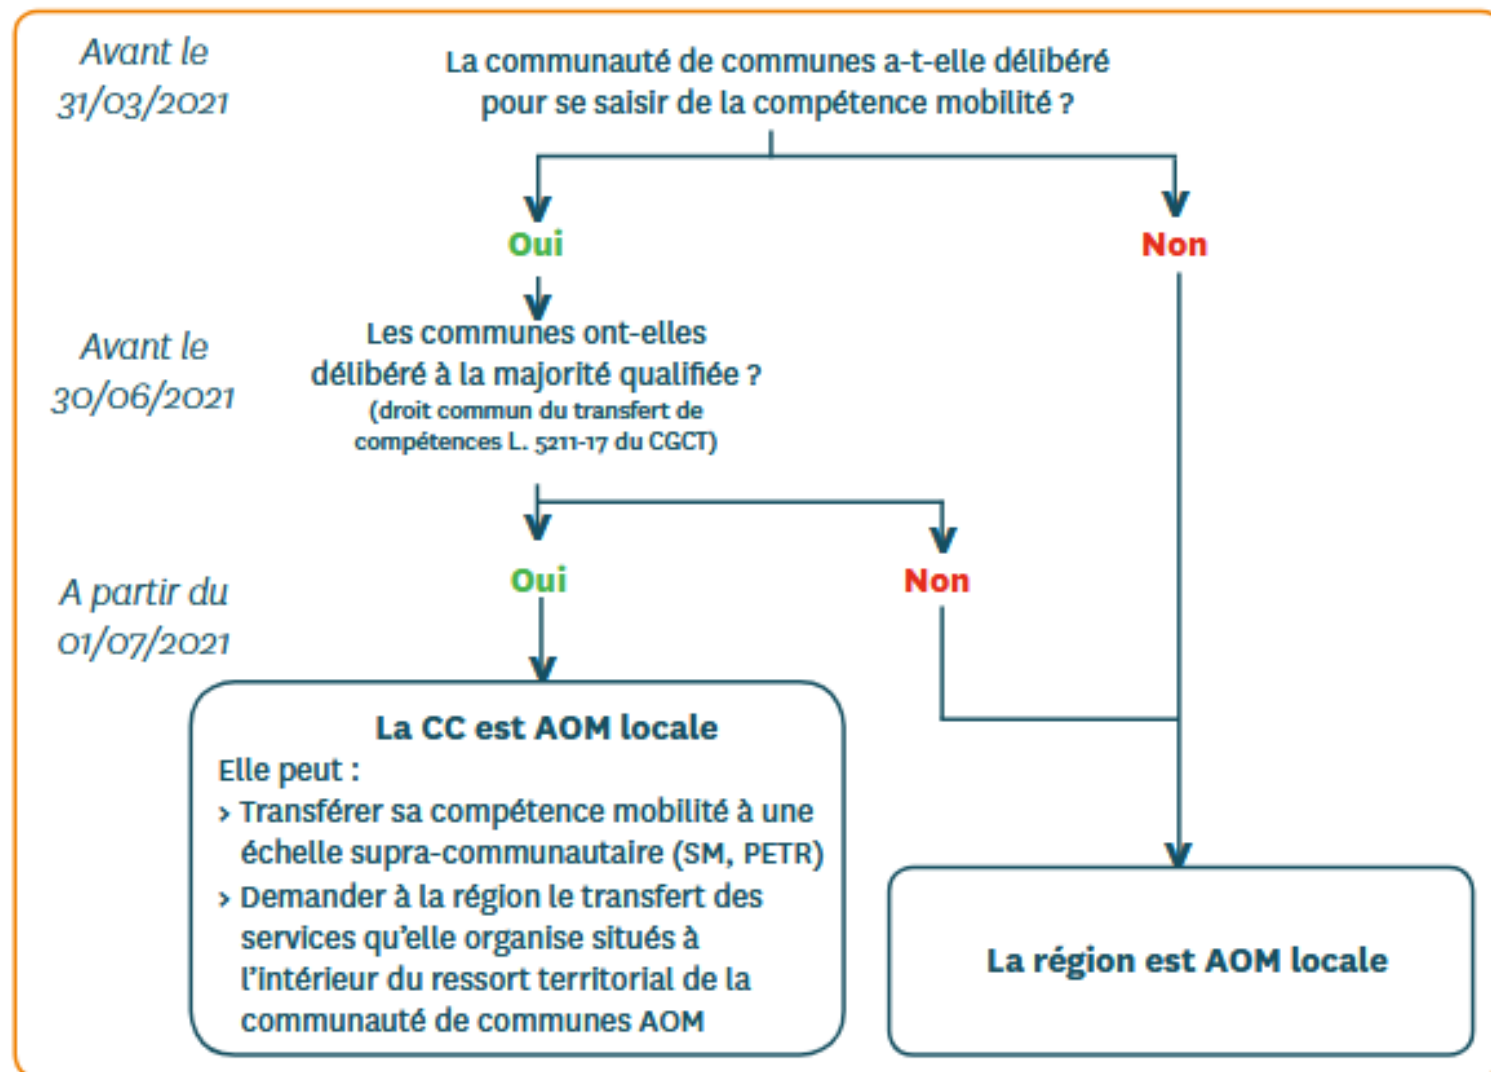 Avant le
31/03/2021
La communauté de communes a-t-elle délibéré
pour se saisir de la compétence mobilité ?
Oui
Non
Avant le
30/06/2021
Les communes ont-elles
délibéré à la majorité qualifiée ?
(droit commun du transfert de
compétences L. 5211-17 du CGCT)
A partir du
01/07/2021
Oui
Non
La CC est AOM locale
Elle peut :
› Transférer sa compétence mobilité à une
échelle supra-communautaire (SM, PETR)
› Demander à la région le transfert des
services qu’elle organise situés à
l’intérieur du ressort territorial de la
communauté de communes AOM
La région est AOM locale